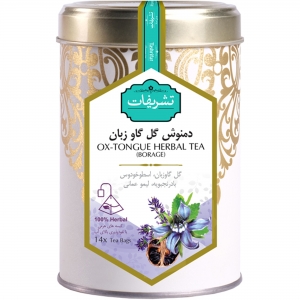 تشریفات
دمنوش گل گاو زبان
OX-TONGUE HERBAL TEA
(BORAGE)
گل گاوزبان، اسطوخودوس
بادرنجبویه، لیمو عمانی
100% Herbal
14x Tea Bags